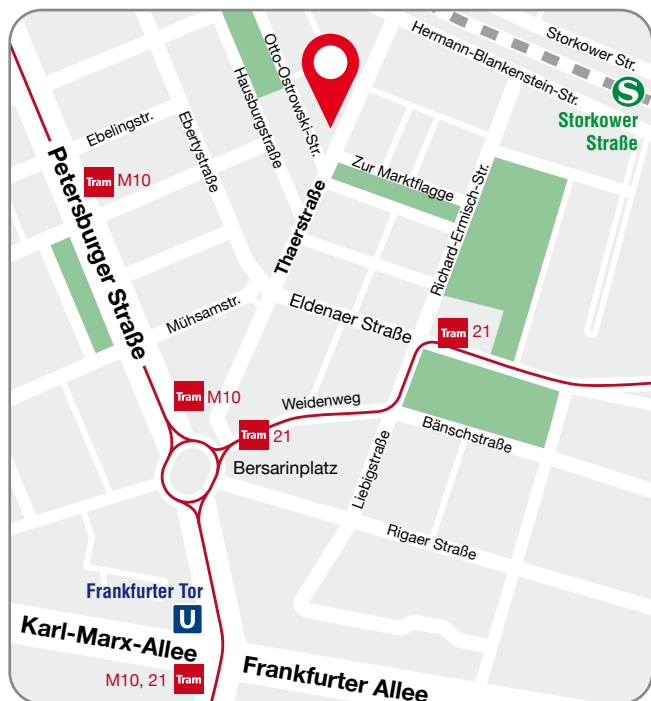 Storkower Str.
Hermann-Blankenstein-Str.
Otto-Ostrowski-Str.
Hausburgstraße
S
Storkower
Straße
Ebelingstr.
Ebertystraße
Tram M10
Petersburger Straße
Zur Marktflagge
Thaerstraße
Richard-Ermisch-Str.
Mühsamstr.
Eldenaer Straße
Tram 21
Tram M10
Weidenweg
Tram 21
Bänschstraße
Bersarinplatz
Liebigstraße
Rigaer Straße
Frankfurter Tor
U
Karl-Marx-Allee
Frankfurter Allee
M10, 21 Tram